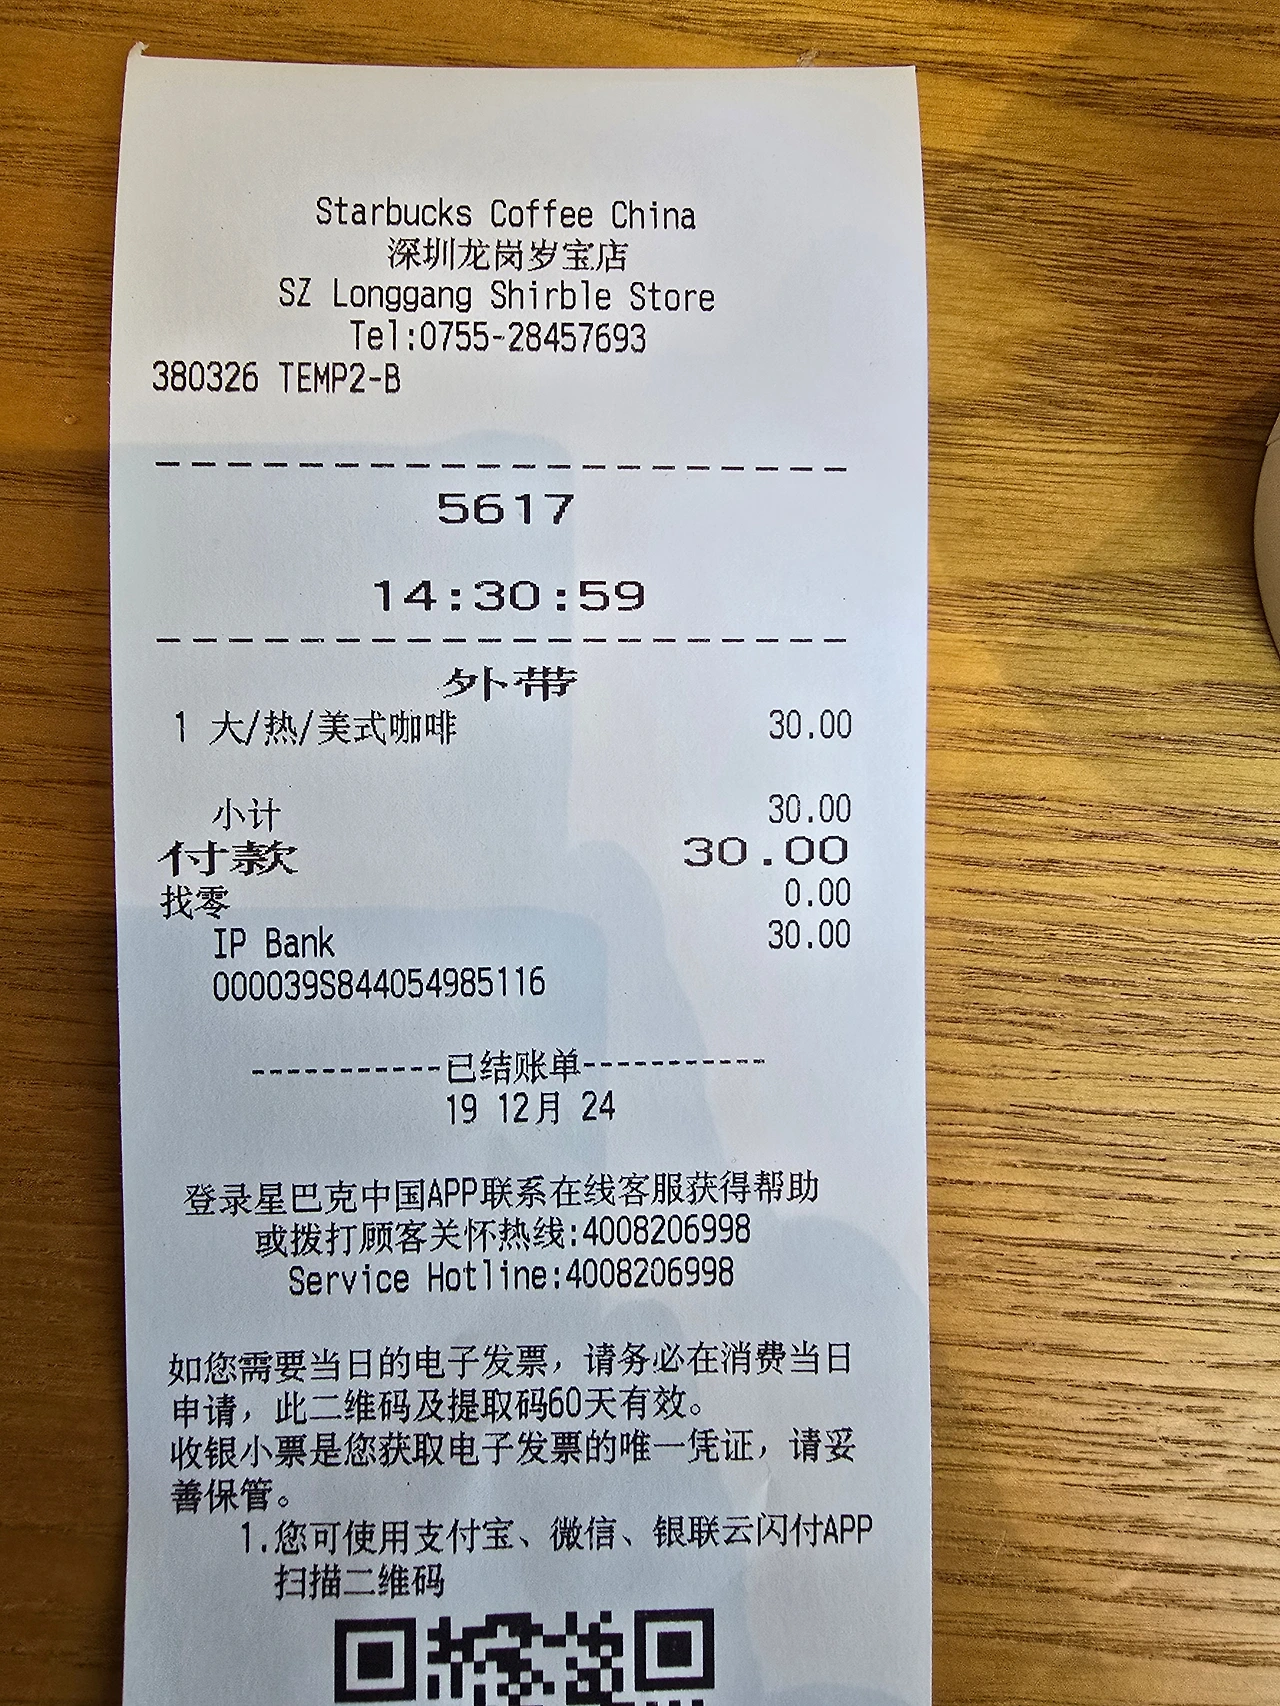 Starbucks Coffee China
深圳龙岗岁宝店
SZ Longgang Shirble Store
Tel:0755-28457693
380326 TEMP2-B
5617
14:30:59
外带
1 大/热/美式咖啡 30.00
小计 30.00
付款 30.00
找零 0.00
IP Bank 30.00
000039S844054985116
-----------已结账单-----------
19 12月 24
登录星巴克中国APP联系在线客服获得帮助
或拨打顾客关怀热线:4008206998
Service Hotline:4008206998
如您需要当日的电子发票，请务必在消费当日
申请，此二维码及提取码60天有效。
收银小票是您获取电子发票的唯一凭证，请妥
善保管。
1.您可使用支付宝、微信、银联云闪付APP
扫描二维码